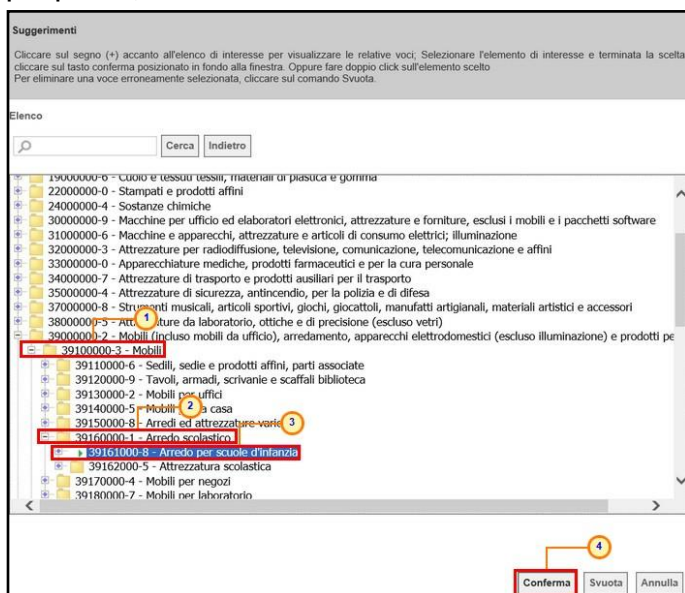 Suggerimenti
Cliccare sul segno (+) accanto all'elenco di interesse per visualizzare le relative voci; Selezionare l'elemento di interesse e terminata la scelta
cliccare sul tasto conferma posizionato in fondo alla finestra. Oppure fare doppio click sull'elemento scelto
Per eliminare una voce erroneamente selezionata, cliccare sul comando Svuota.
Elenco
Cerca Indietro
19000000-6 - Cuoio e tessuti tessili, materiali di plastica e gomma
22000000-0 - Stampati e prodotti affini
24000000-4 - Sostanze chimiche
30000000-9 - Macchine per ufficio ed elaboratori elettronici, attrezzature e forniture, esclusi i mobili e i pacchetti software
31000000-6 - Macchine e apparecchi, attrezzature e articoli di consumo elettrici; illuminazione
32000000-3 - Attrezzature per radiodiffusione, televisione, comunicazione, telecomunicazione e affini
33000000-0 - Apparecchiature mediche, prodotti farmaceutici e per la cura personale
34000000-7 - Attrezzature di trasporto e prodotti ausiliari per il trasporto
35000000-4 - Attrezzature di sicurezza, antincendio, per la polizia e di difesa
37000000-8 - Strumenti musicali, articoli sportivi, giochi, giocattoli, manufatti artigianali, materiali artistici e accessori
38000000-5 - Att 1 ture da laboratorio, ottiche e di precisione (escluso vetri)
39000000-2 - Mobili (incluso mobili da ufficio), arredamento, apparecchi elettrodomestici (escluso illuminazione) e prodotti pe
39100000-3 - Mobili
39110000-6 - Sedili, sedie e prodotti affini, parti associate
39120000-9 - Tavoli, armadi, scrivanie e scaffali biblioteca
39130000-2 - Mobili per uffici
39140000-5 - Mobili 2 a casa
39150000-8 - Arredi ed attrezzature varie 3
39160000-1 - Arredo scolastico
39161000-8 - Arredo per scuole d'infanzia
39162000-5 - Attrezzatura scolastica
39170000-4 - Mobili per negozi
39180000-7 - Mobili per laboratorio
4
Conferma Svuota Annulla